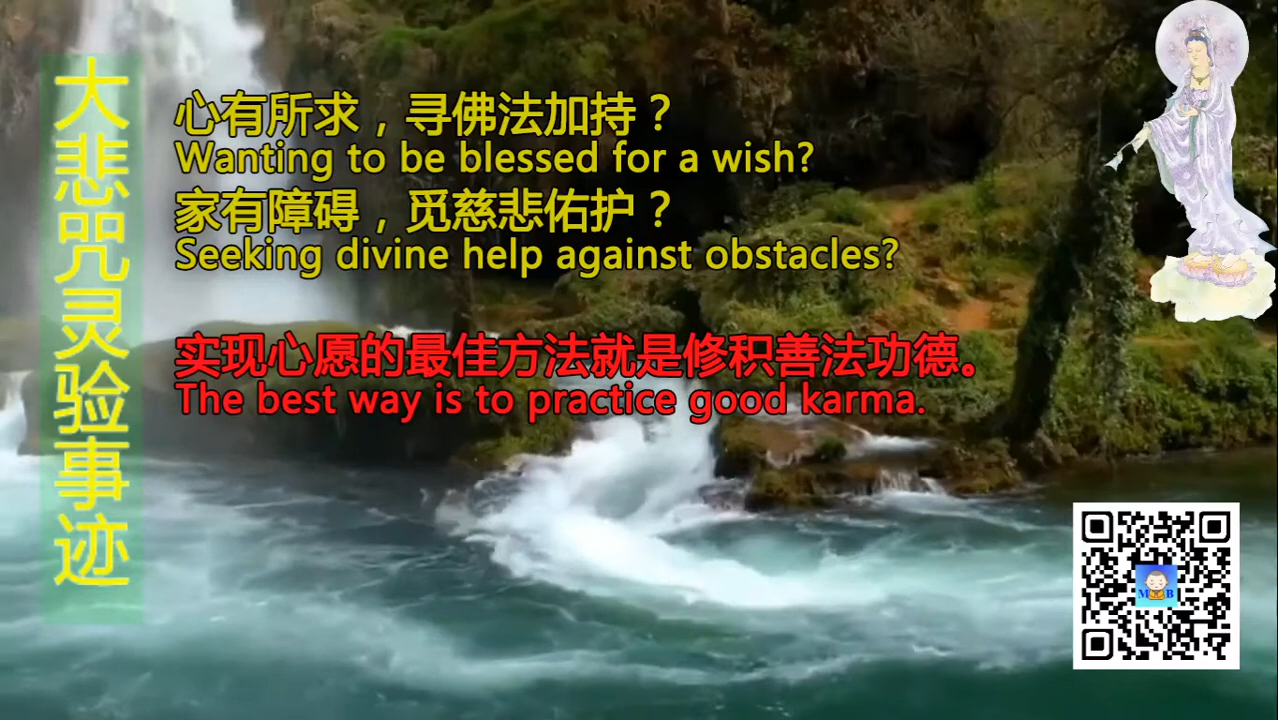 大悲咒灵验事迹
心有所求，寻佛法加持？
Wanting to be blessed for a wish?
家有障碍，觅慈悲佑护？
Seeking divine help against obstacles?
实现心愿的最佳方法就是修积善法功德。
The best way is to practice good karma.
M B